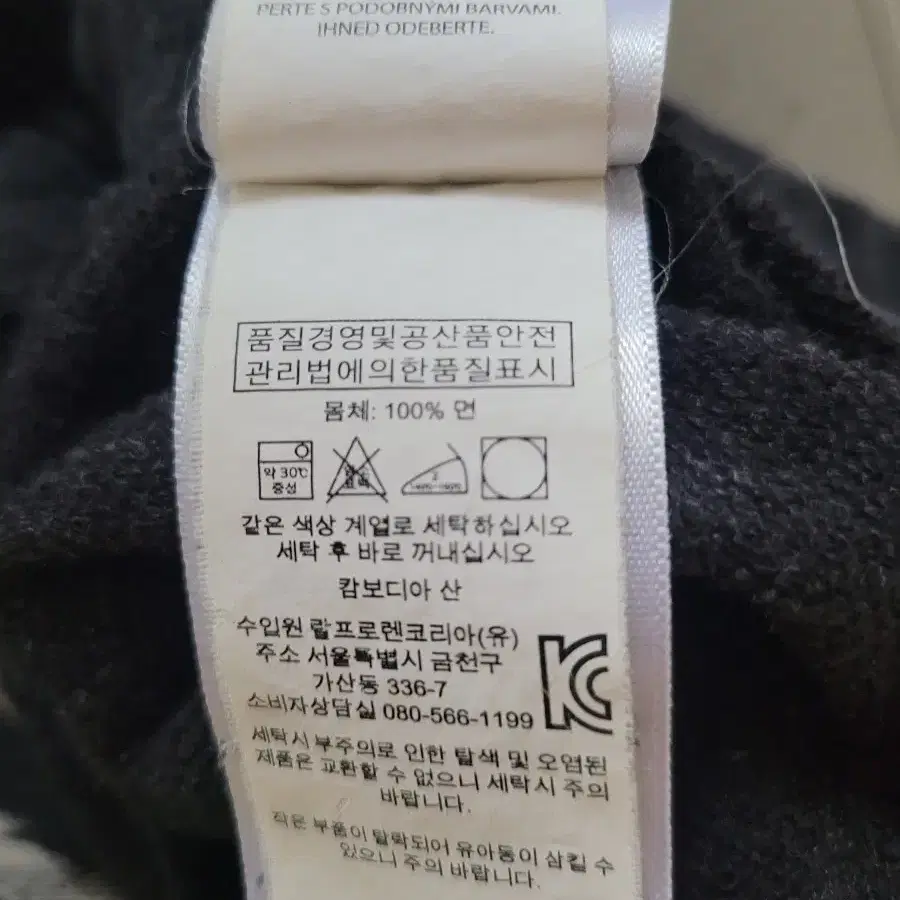 PERTE S PODOBNÝMI BARVAMI.
IHNED ODEBERTE.
품질경영및공산품안전
관리법에의한품질표시
몸체: 100% 면
약 30℃
중성
같은 색상 계열로 세탁하십시오
세탁 후 바로 꺼내십시오
캄보디아 산
수입원 랄프로렌코리아(유)
주소 서울특별시 금천구
가산동 336-7
소비자상담실 080-566-1199
세탁시 부주의로 인한 탈색 및 오염된
제품은 교환할 수 없으니 세탁시 주의
바랍니다.
작은 부품이 탈락되어 유아동이 삼킬 수
있으니 주의 바랍니다.